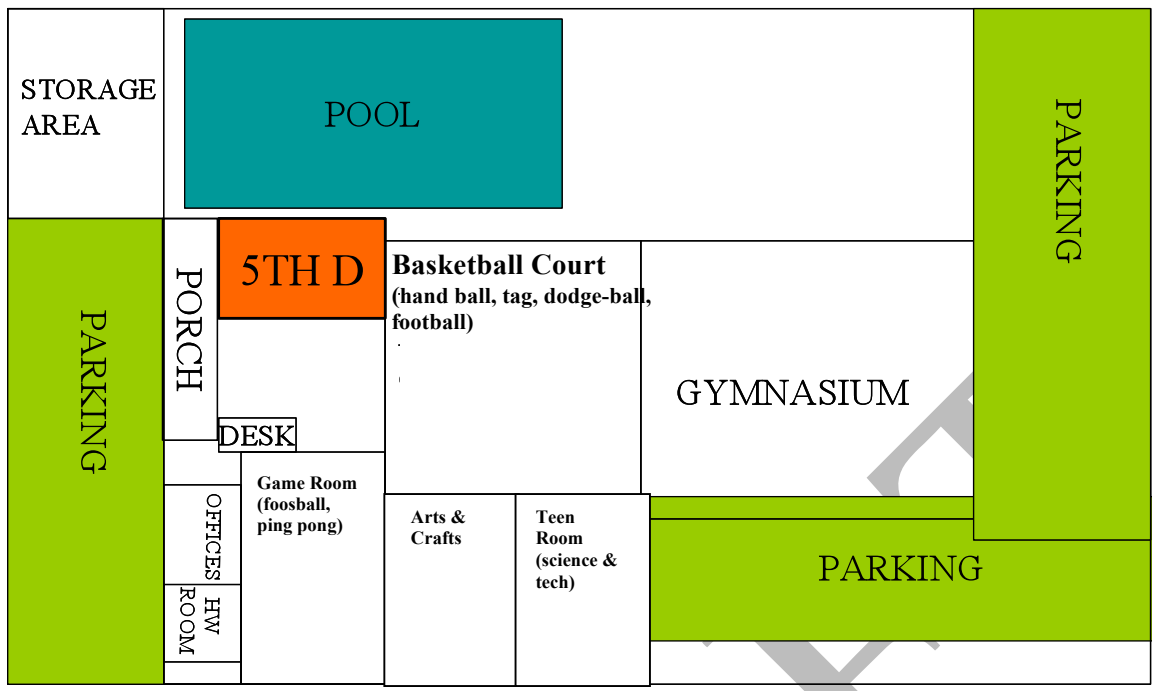 STORAGE
AREA
POOL
PARKING
PORCH
5TH D
Basketball Court
(hand ball, tag, dodge-ball,
football)
PARKING
GYMNASIUM
DESK
Game Room
(foosball,
ping pong)
OFFICES
HW
ROOM
Arts &
Crafts
Teen
Room
(science &
tech)
PARKING